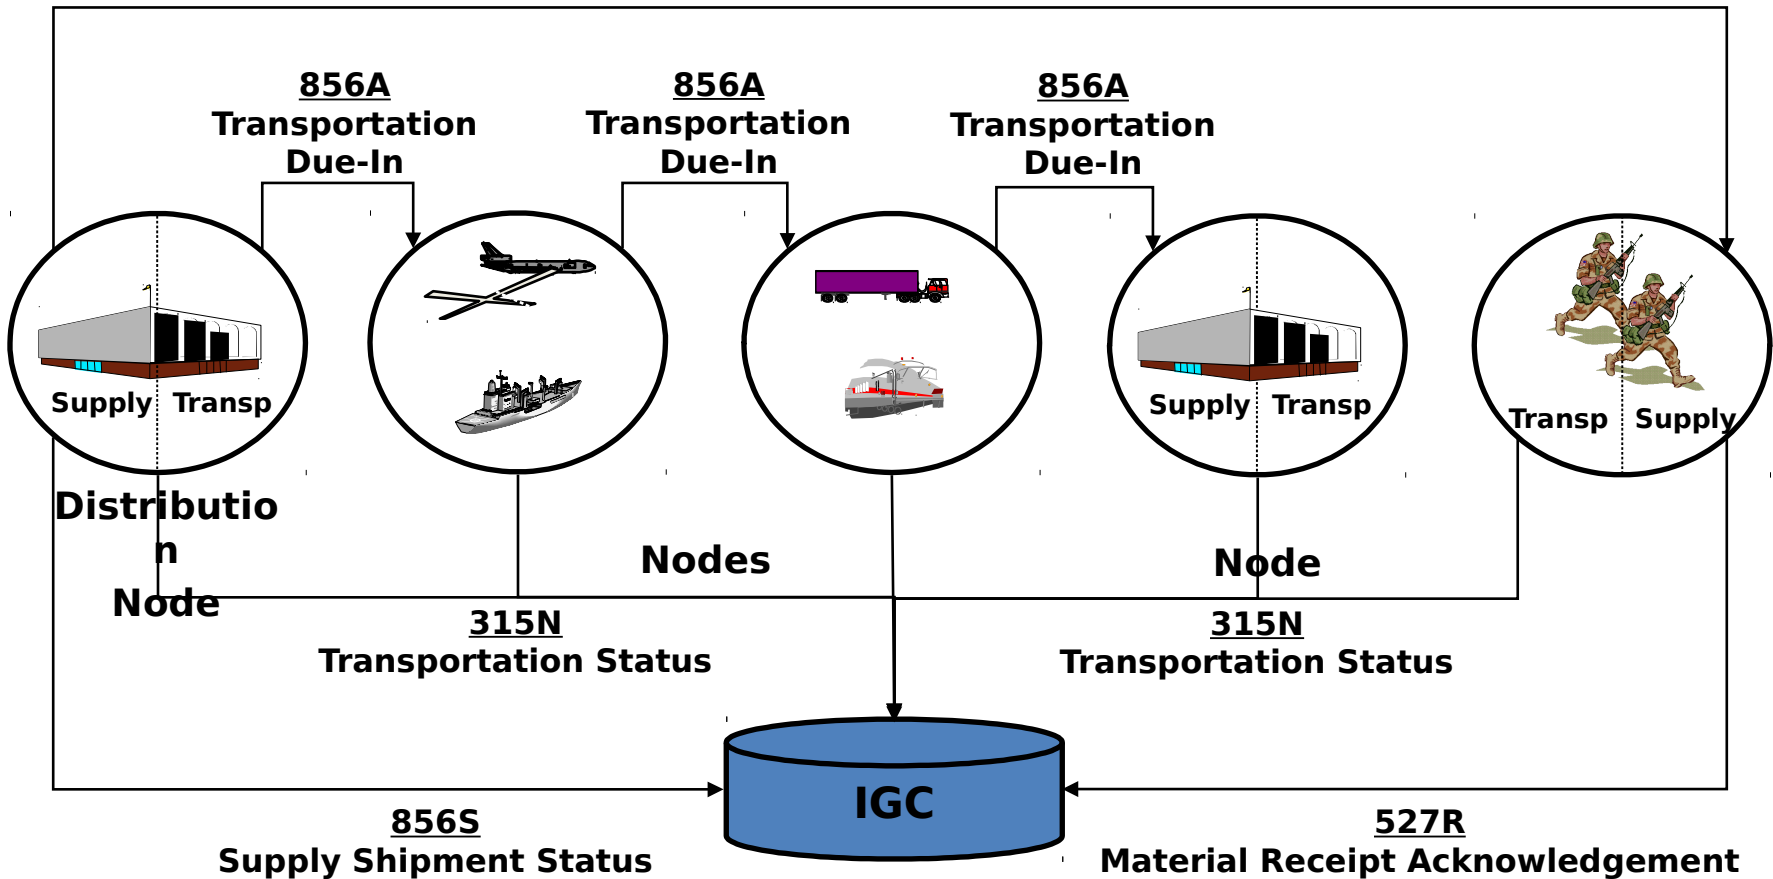 856A
Transportation
Due-In
856A
Transportation
Due-In
856A
Transportation
Due-In
Supply Transp
Supply Transp
Transp Supply
Distributio
n
Node
Nodes
Node
315N
Transportation Status
315N
Transportation Status
IGC
856S
Supply Shipment Status
527R
Material Receipt Acknowledgement